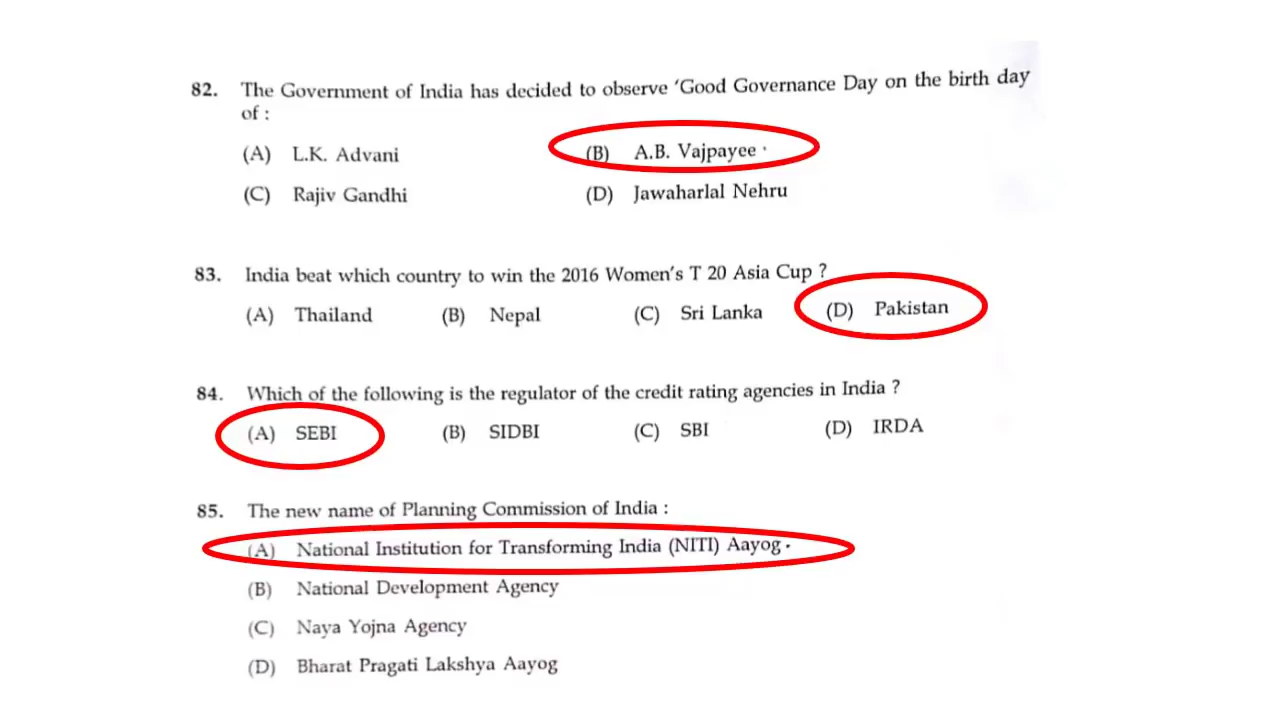 82. The Government of India has decided to observe ‘Good Governance Day on the birth day
of :
(A) L.K. Advani (B) A.B. Vajpayee
(C) Rajiv Gandhi (D) Jawaharlal Nehru
83. India beat which country to win the 2016 Women’s T 20 Asia Cup ?
(A) Thailand (B) Nepal (C) Sri Lanka (D) Pakistan
84. Which of the following is the regulator of the credit rating agencies in India ?
(A) SEBI (B) SIDBI (C) SBI (D) IRDA
85. The new name of Planning Commission of India :
(A) National Institution for Transforming India (NITI) Aayog
(B) National Development Agency
(C) Naya Yojna Agency
(D) Bharat Pragati Lakshya Aayog